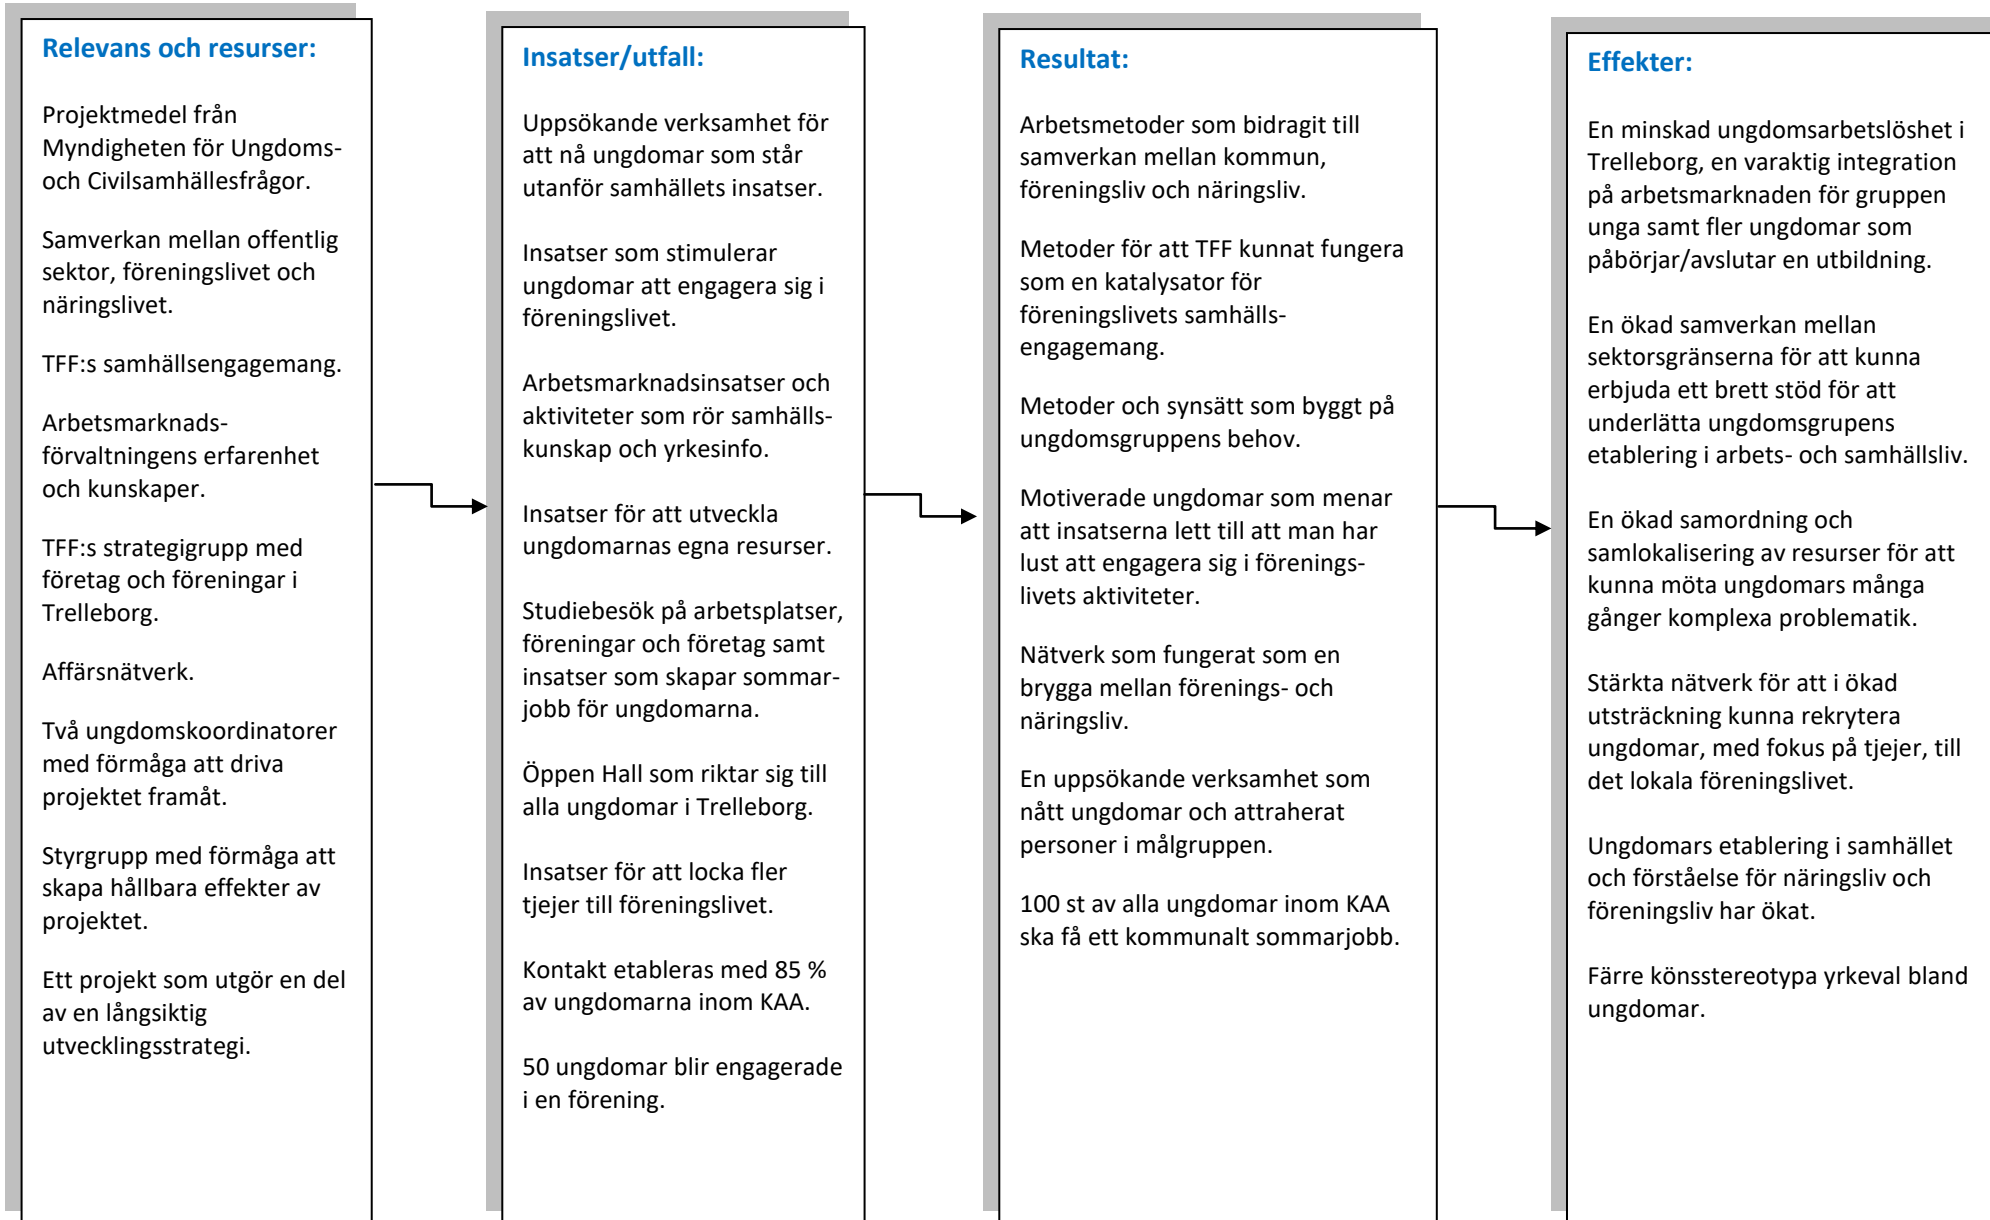 Relevans och resurser:
Projektmedel från
Myndigheten för Ungdoms-
och Civilsamhällesfrågor.
Samverkan mellan offentlig
sektor, föreningslivet och
näringslivet.
TFF:s samhällsengagemang.
Arbetsmarknads-
förvaltningens erfarenhet
och kunskaper.
TFF:s strategigrupp med
företag och föreningar i
Trelleborg.
Affärsnätverk.
Två ungdomskoordinatorer
med förmåga att driva
projektet framåt.
Styrgrupp med förmåga att
skapa hållbara effekter av
projektet.
Ett projekt som utgör en del
av en långsiktig
utvecklingsstrategi.
Insatser/utfall:
Uppsökande verksamhet för
att nå ungdomar som står
utanför samhällets insatser.
Insatser som stimulerar
ungdomar att engagera sig i
föreningslivet.
Arbetsmarknadsinsatser och
aktiviteter som rör samhälls-
kunskap och yrkesinfo.
Insatser för att utveckla
ungdomarnas egna resurser.
Studiebesök på arbetsplatser,
föreningar och företag samt
insatser som skapar sommar-
jobb för ungdomarna.
Öppen Hall som riktar sig till
alla ungdomar i Trelleborg.
Insatser för att locka fler
tjejer till föreningslivet.
Kontakt etableras med 85 %
av ungdomarna inom KAA.
50 ungdomar blir engagerade
i en förening.
Resultat:
Arbetsmetoder som bidragit till
samverkan mellan kommun,
föreningsliv och näringsliv.
Metoder för att TFF kunnat fungera
som en katalysator för
föreningslivets samhälls-
engagemang.
Metoder och synsätt som byggt på
ungdomsgruppens behov.
Motiverade ungdomar som menar
att insatserna lett till att man har
lust att engagera sig i förenings-
livets aktiviteter.
Nätverk som fungerat som en
brygga mellan förenings- och
näringsliv.
En uppsökande verksamhet som
nått ungdomar och attraherat
personer i målgruppen.
100 st av alla ungdomar inom KAA
ska få ett kommunalt sommarjobb.
Effekter:
En minskad ungdomsarbetslöshet i
Trelleborg, en varaktig integration
på arbetsmarknaden för gruppen
unga samt fler ungdomar som
påbörjar/avslutar en utbildning.
En ökad samverkan mellan
sektorsgränserna för att kunna
erbjuda ett brett stöd för att
underlätta ungdomsgrupens
etablering i arbets- och samhällsliv.
En ökad samordning och
samlokalisering av resurser för att
kunna möta ungdomars många
gånger komplexa problematik.
Stärkta nätverk för att i ökad
utsträckning kunna rekrytera
ungdomar, med fokus på tjejer, till
det lokala föreningslivet.
Ungdomars etablering i samhället
och förståelse för näringsliv och
föreningsliv har ökat.
Färre könsstereotypa yrkeval bland
ungdomar.